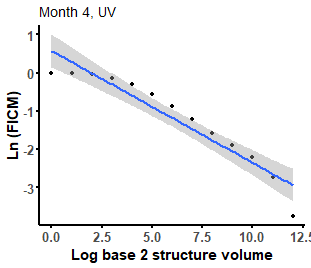 Month 4, UV
Ln (FICM)
1
0
-1
-2
-3
0.0 2.5 5.0 7.5 10.0 12.5
Log base 2 structure volume